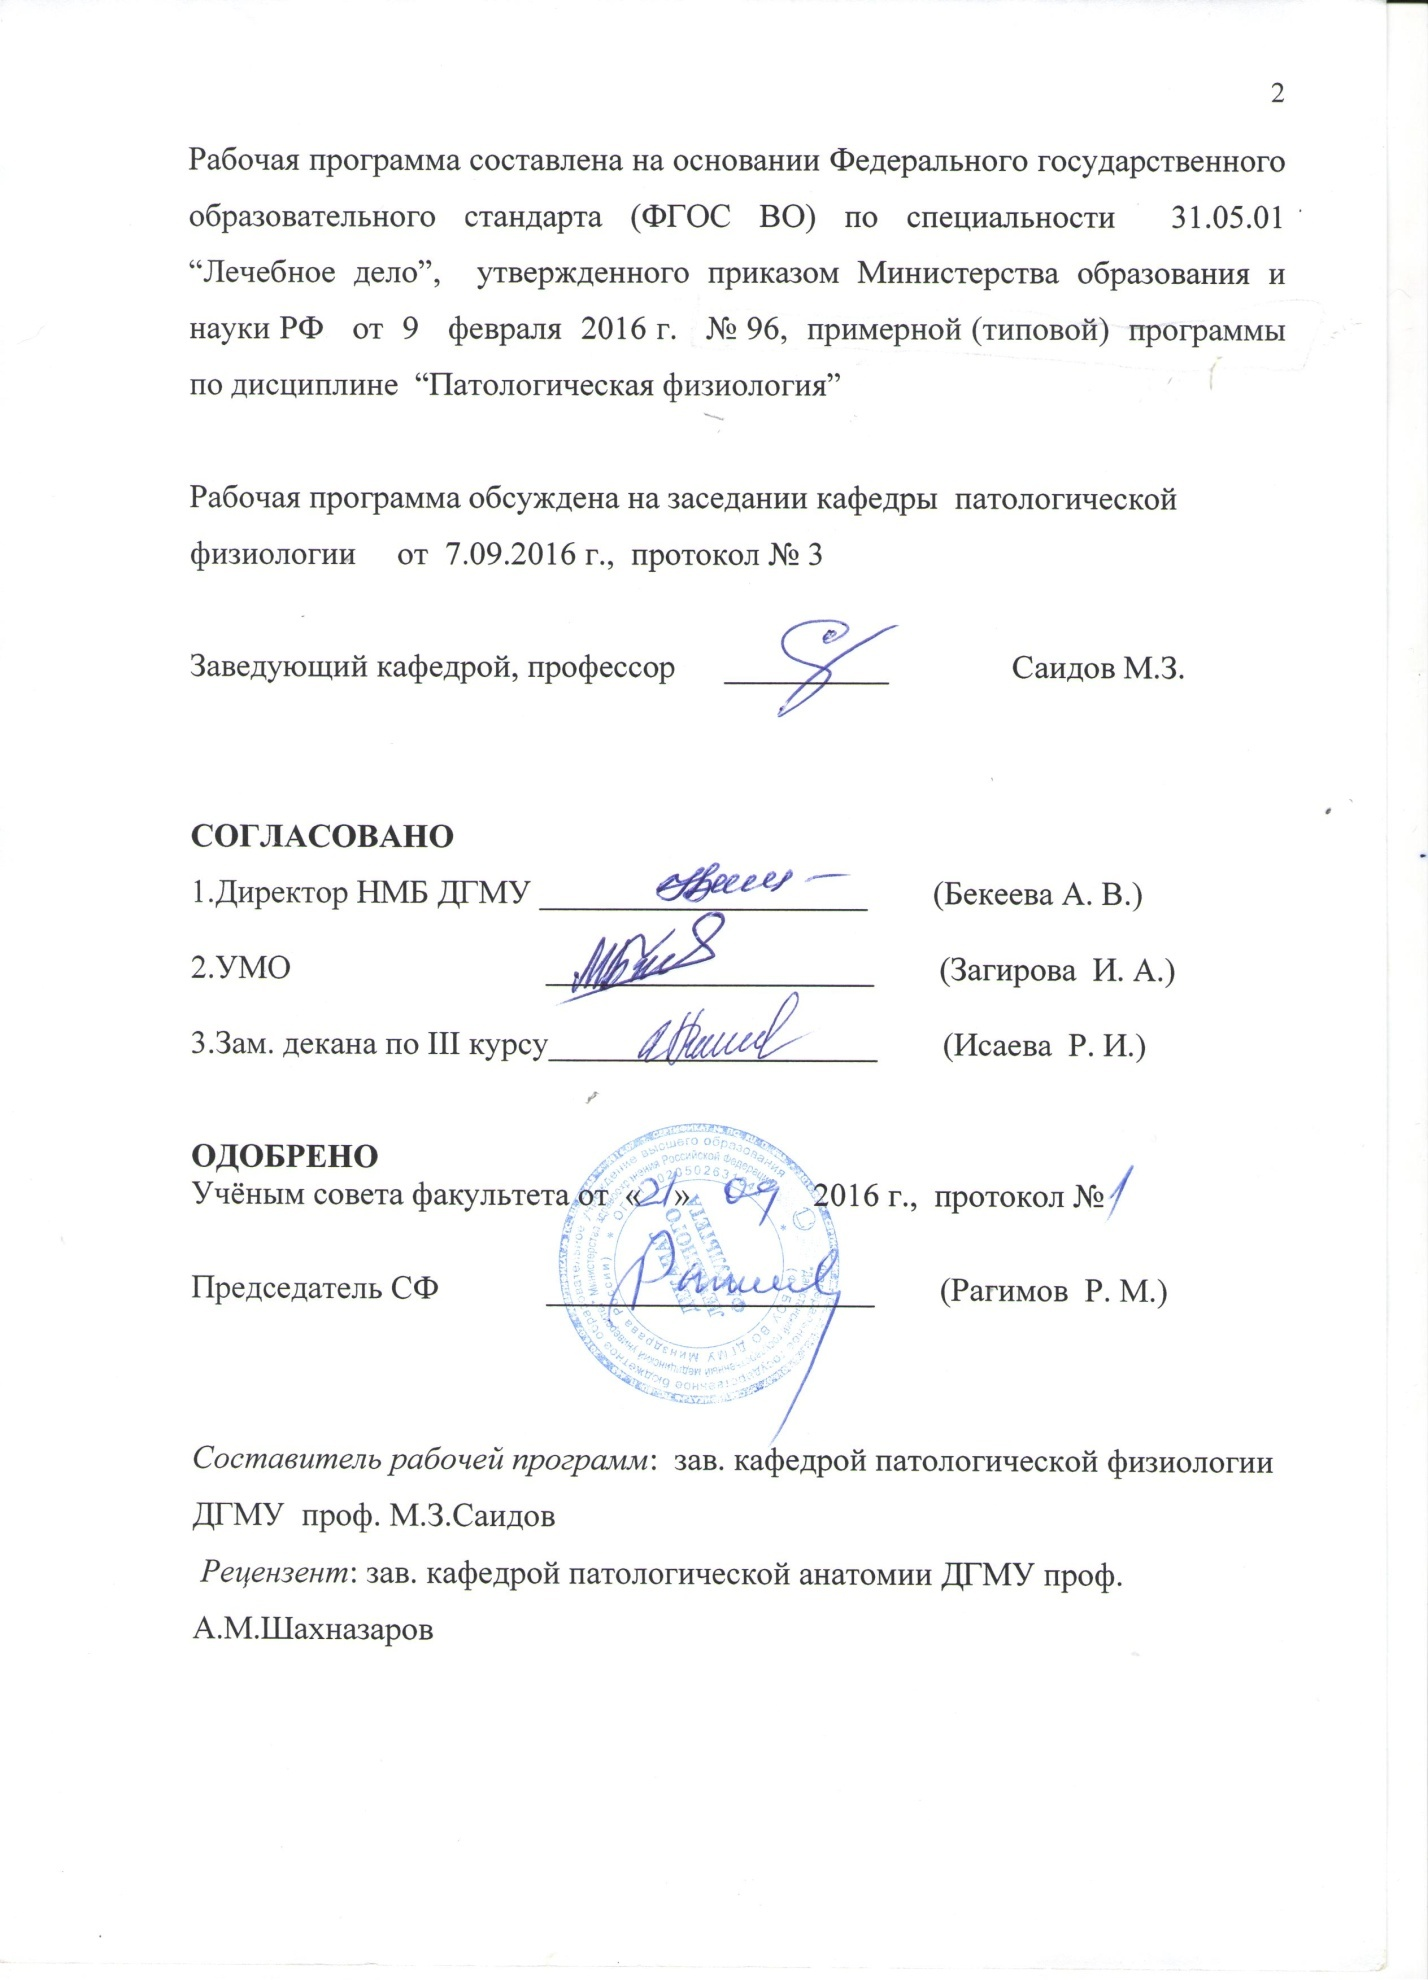 2
Рабочая программа составлена на основании Федерального государственного
образовательного стандарта (ФГОС ВО) по специальности 31.05.01
“Лечебное дело”, утвержденного приказом Министерства образования и
науки РФ от 9 февраля 2016 г. № 96, примерной (типовой) программы
по дисциплине “Патологическая физиология”
Рабочая программа обсуждена на заседании кафедры патологической
физиологии от 7.09.2016 г., протокол № 3
Заведующий кафедрой, профессор Саидов М.З.
СОГЛАСОВАНО
1.Директор НМБ ДГМУ (Бекеева А. В.)
2.УМО (Загирова И. А.)
3.Зам. декана по III курсу (Исаева Р. И.)
ОДОБРЕНО
Учёным совета факультета от «21» 09 2016 г., протокол №1
Председатель СФ (Рагимов Р. М.)
Составитель рабочей программ: зав. кафедрой патологической физиологии
ДГМУ проф. М.З.Саидов
Рецензент: зав. кафедрой патологической анатомии ДГМУ проф.
А.М.Шахназаров